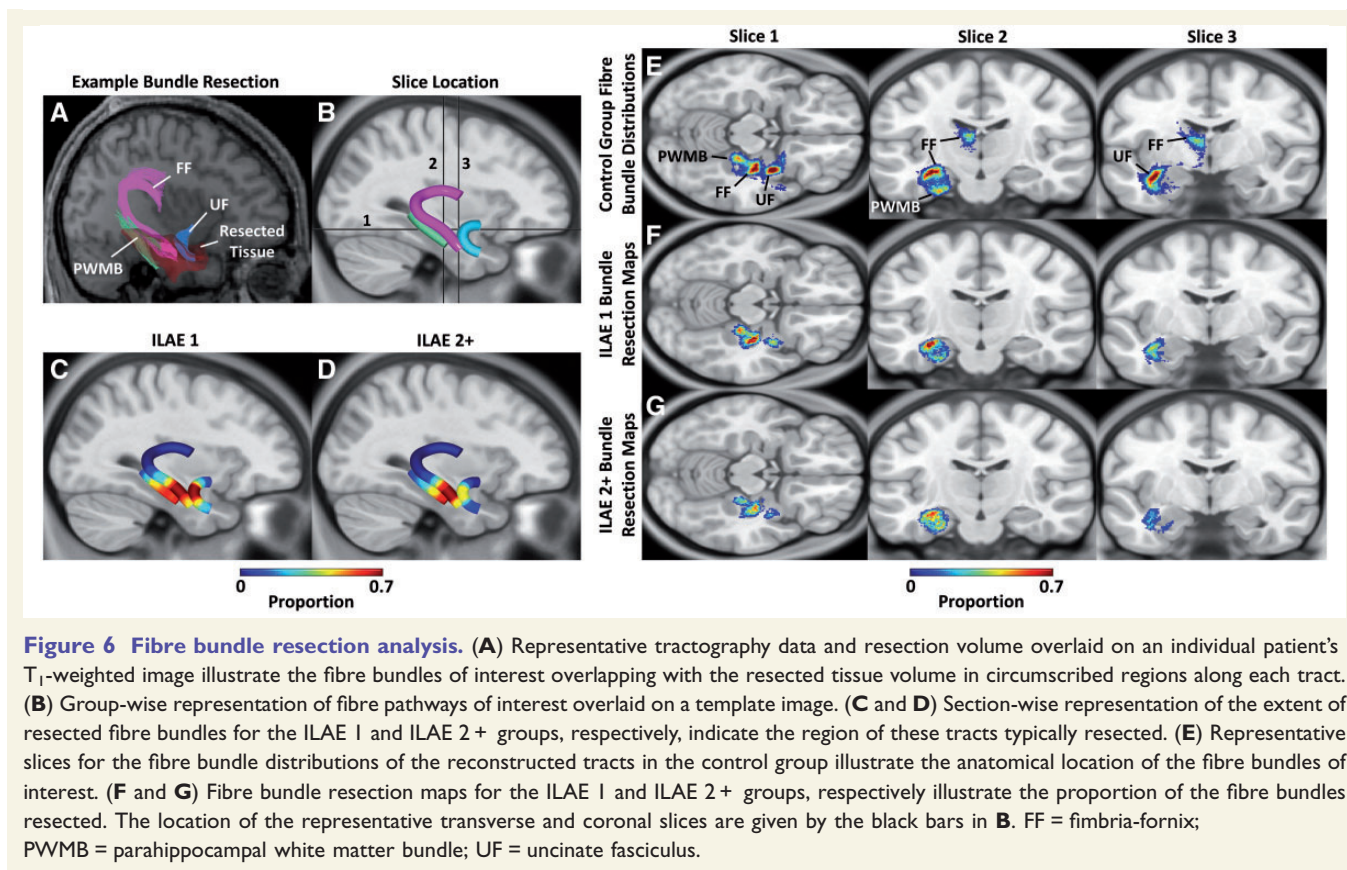 Example Bundle Resection
Slice Location
A
FF
UF
Resected
Tissue
PWMB
B
2
3
1
ILAE 1
ILAE 2+
C
D
0
0.7
Proportion
Slice 1
Slice 2
Slice 3
Control Group Fibre
Bundle Distributions
E
PWMB
FF
UF
FF
FF
PWMB
FF
UF
ILAE 1 Bundle
Resection Maps
F
ILAE 2+ Bundle
Resection Maps
G
0
0.7
Proportion
Figure 6 Fibre bundle resection analysis. (A) Representative tractography data and resection volume overlaid on an individual patient's
T1-weighted image illustrate the fibre bundles of interest overlapping with the resected tissue volume in circumscribed regions along each tract.
(B) Group-wise representation of fibre pathways of interest overlaid on a template image. (C and D) Section-wise representation of the extent of
resected fibre bundles for the ILAE 1 and ILAE 2+ groups, respectively, indicate the region of these tracts typically resected. (E) Representative
slices for the fibre bundle distributions of the reconstructed tracts in the control group illustrate the anatomical location of the fibre bundles of
interest. (F and G) Fibre bundle resection maps for the ILAE 1 and ILAE 2+ groups, respectively illustrate the proportion of the fibre bundles
resected. The location of the representative transverse and coronal slices are given by the black bars in B. FF = fimbria-fornix;
PWMB = parahippocampal white matter bundle; UF = uncinate fasciculus.